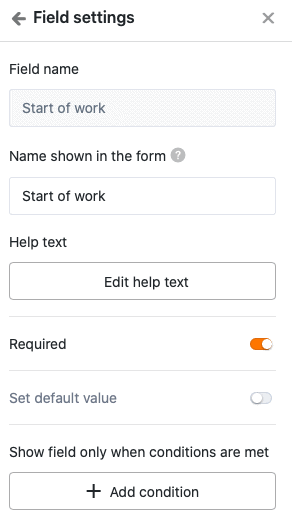 Field settings
Field name
Start of work
Name shown in the form ?
Start of work
Help text
Edit help text
Required
Set default value
Show field only when conditions are met
+ Add condition